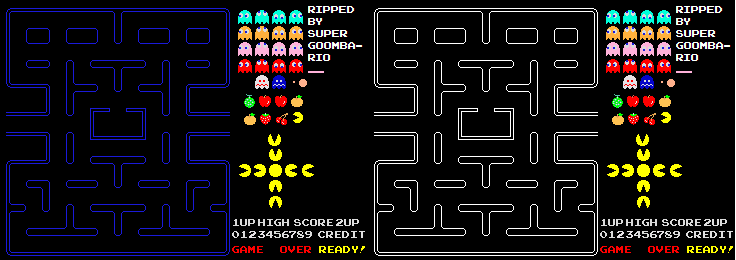 RIPPED
BY
SUPER
GOOMBA-
RIO
1UP HIGH SCORE 2UP
0123456789 CREDIT
GAME OVER READY!
RIPPED
BY
SUPER
GOOMBA-
RIO
1UP HIGH SCORE 2UP
0123456789 CREDIT
GAME OVER READY!